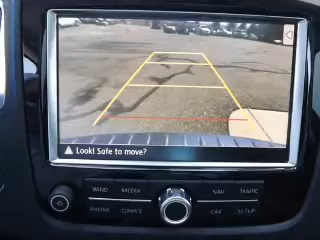 Look! Safe to move?
BAND MEDIA NAV TRAFFIC
PHONE CLIMATE CAR SETUP